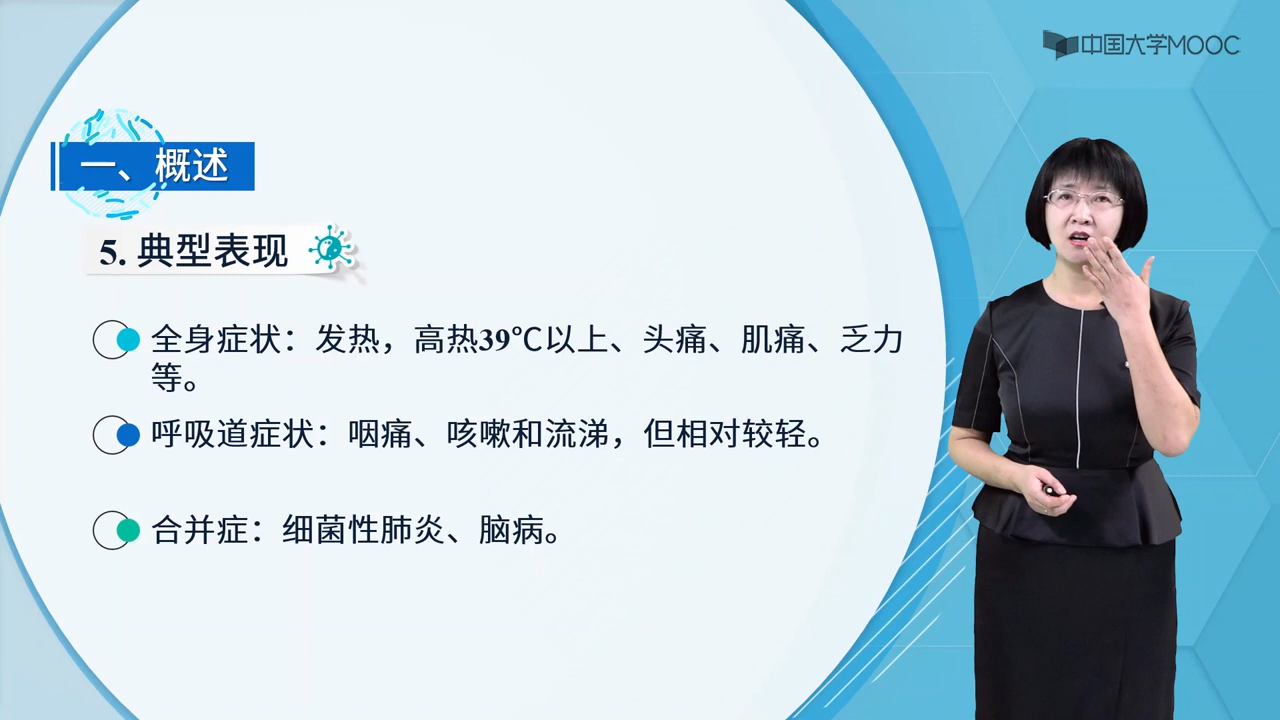 中国大学MOOC
一、概述
5. 典型表现
全身症状：发热，高热39℃以上、头痛、肌痛、乏力
等。
呼吸道症状：咽痛、咳嗽和流涕，但相对较轻。
合并症：细菌性肺炎、脑病。